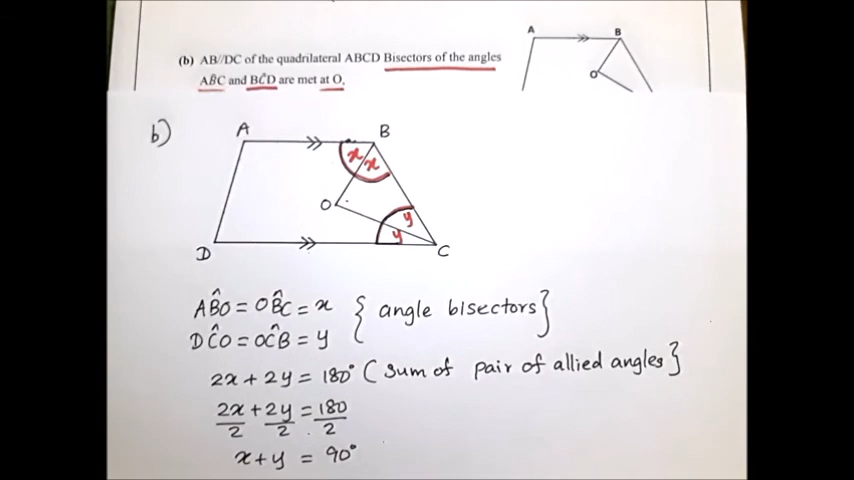 (b) AB//DC of the quadrilateral ABCD Bisectors of the angles
AB̂C and BĈD are met at O.
A B
O
b)
A B
x x
O
y
y
D C
AB̂O = OB̂C = x { angle bisectors}
DĈO = OĈB = y
2x + 2y = 180° ( sum of pair of allied angles }
2x/2 + 2y/2 = 180/2
x + y = 90°